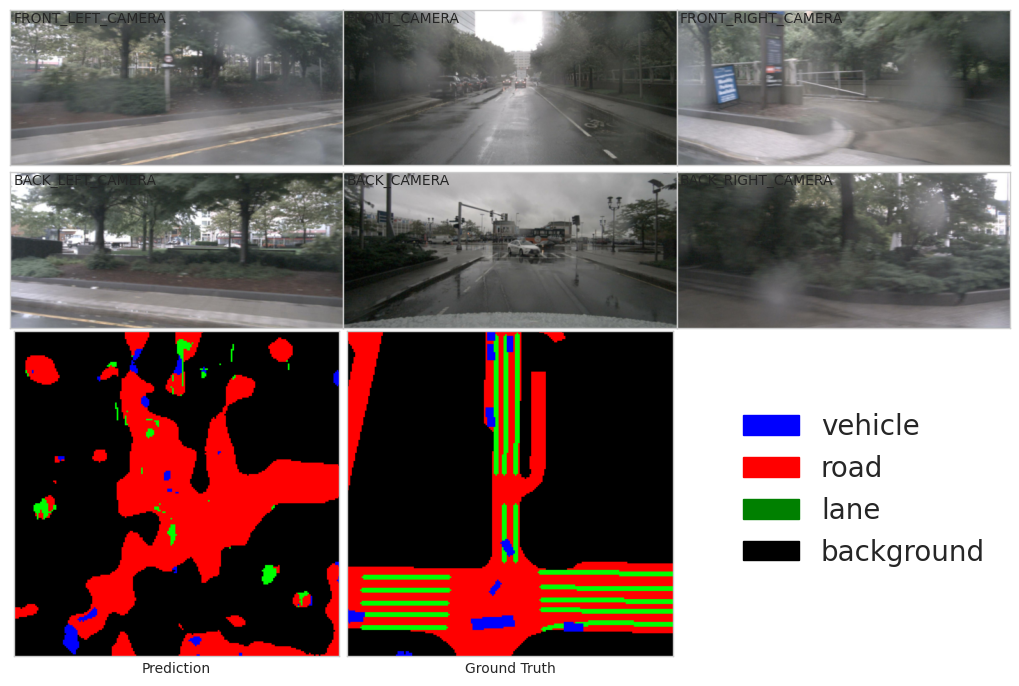 FRONT_LEFT_CAMERA
FRONT_CAMERA
FRONT_RIGHT_CAMERA
BACK_LEFT_CAMERA
BACK_CAMERA
BACK_RIGHT_CAMERA
vehicle
road
lane
background
Prediction
Ground Truth